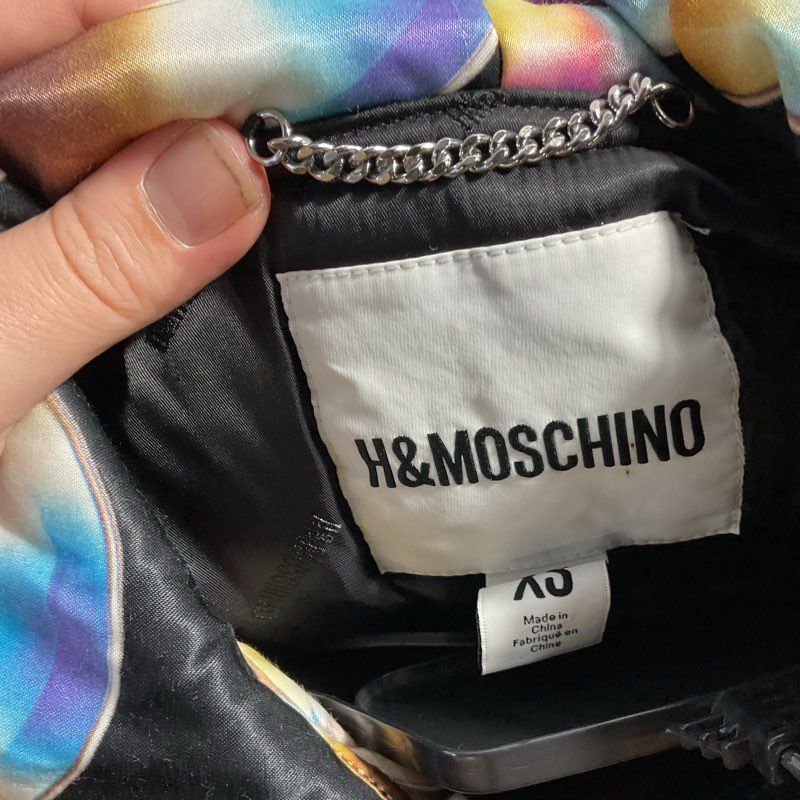 H&MOSCHINO
XS
Made in
China
Fabriqué en
Chine